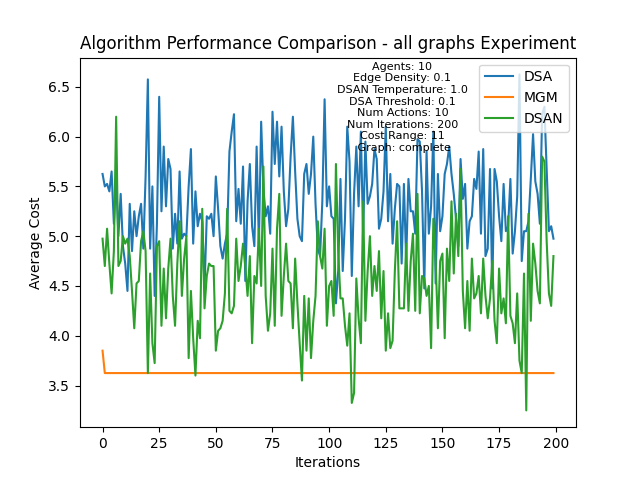 Algorithm Performance Comparison - all graphs Experiment
Agents: 10
Edge Density: 0.1
DSAN Temperature: 1.0
DSA Threshold: 0.1
Num Actions: 10
Num Iterations: 200
Cost Range: 11
Graph: complete
DSA
MGM
DSAN
Average Cost
6.5
6.0
5.5
5.0
4.5
4.0
3.5
0 25 50 75 100 125 150 175 200
Iterations